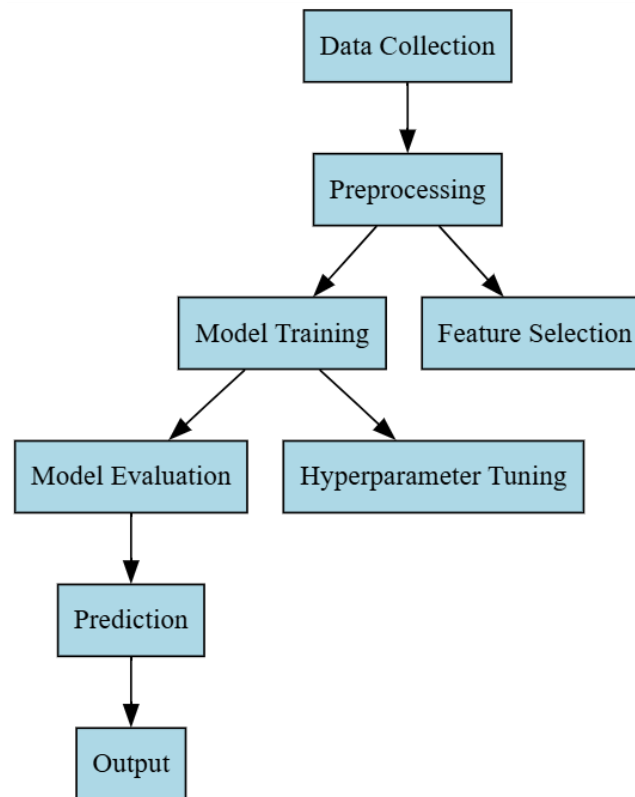 Data Collection
Preprocessing
Model Training
Feature Selection
Model Evaluation
Hyperparameter Tuning
Prediction
Output